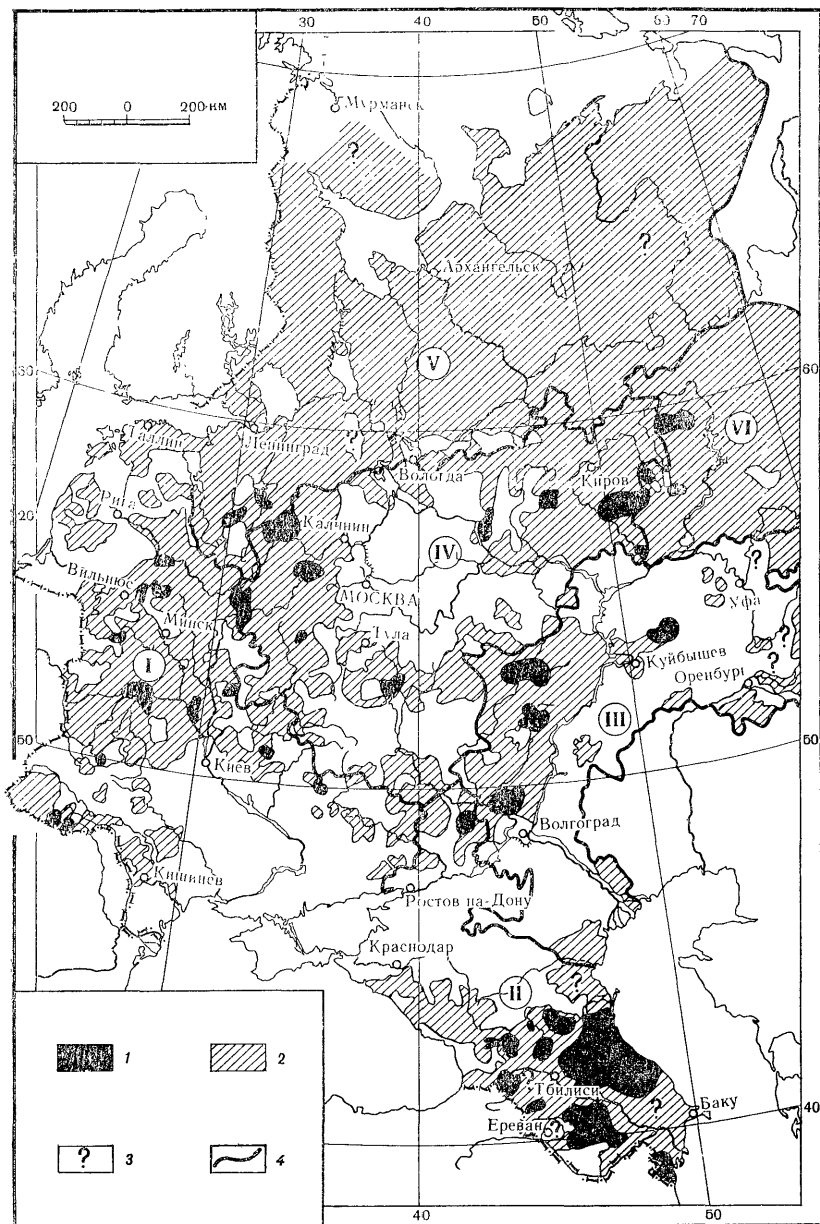 30 40 50 60 70
200 0 200 км
Мурманск
?
?
Архангельск
V
60
Таллин
Ленинград
?
VI
Вологда
Киров
Рига
Калинин
IV
?
Вильнюс
МОСКВА
Уфа
Минск
Тула
?
Куйбышев
I
Оренбург
?
III
50 50
Киев
Волгоград
Кишинев
Ростов-на-Дону
Краснодар
II
?
1 2
Тбилиси
Баку
?
40
Ереван
?
? 3 4
40 50